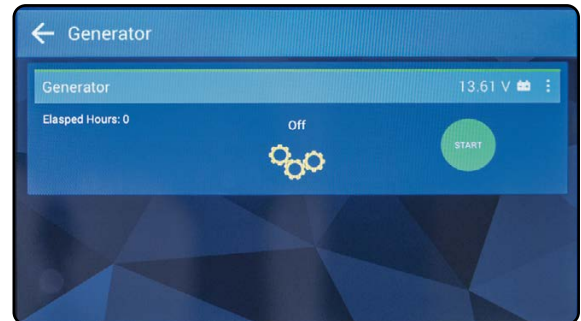 Generator
Generator 13.61 V
Elasped Hours: 0
Off
START